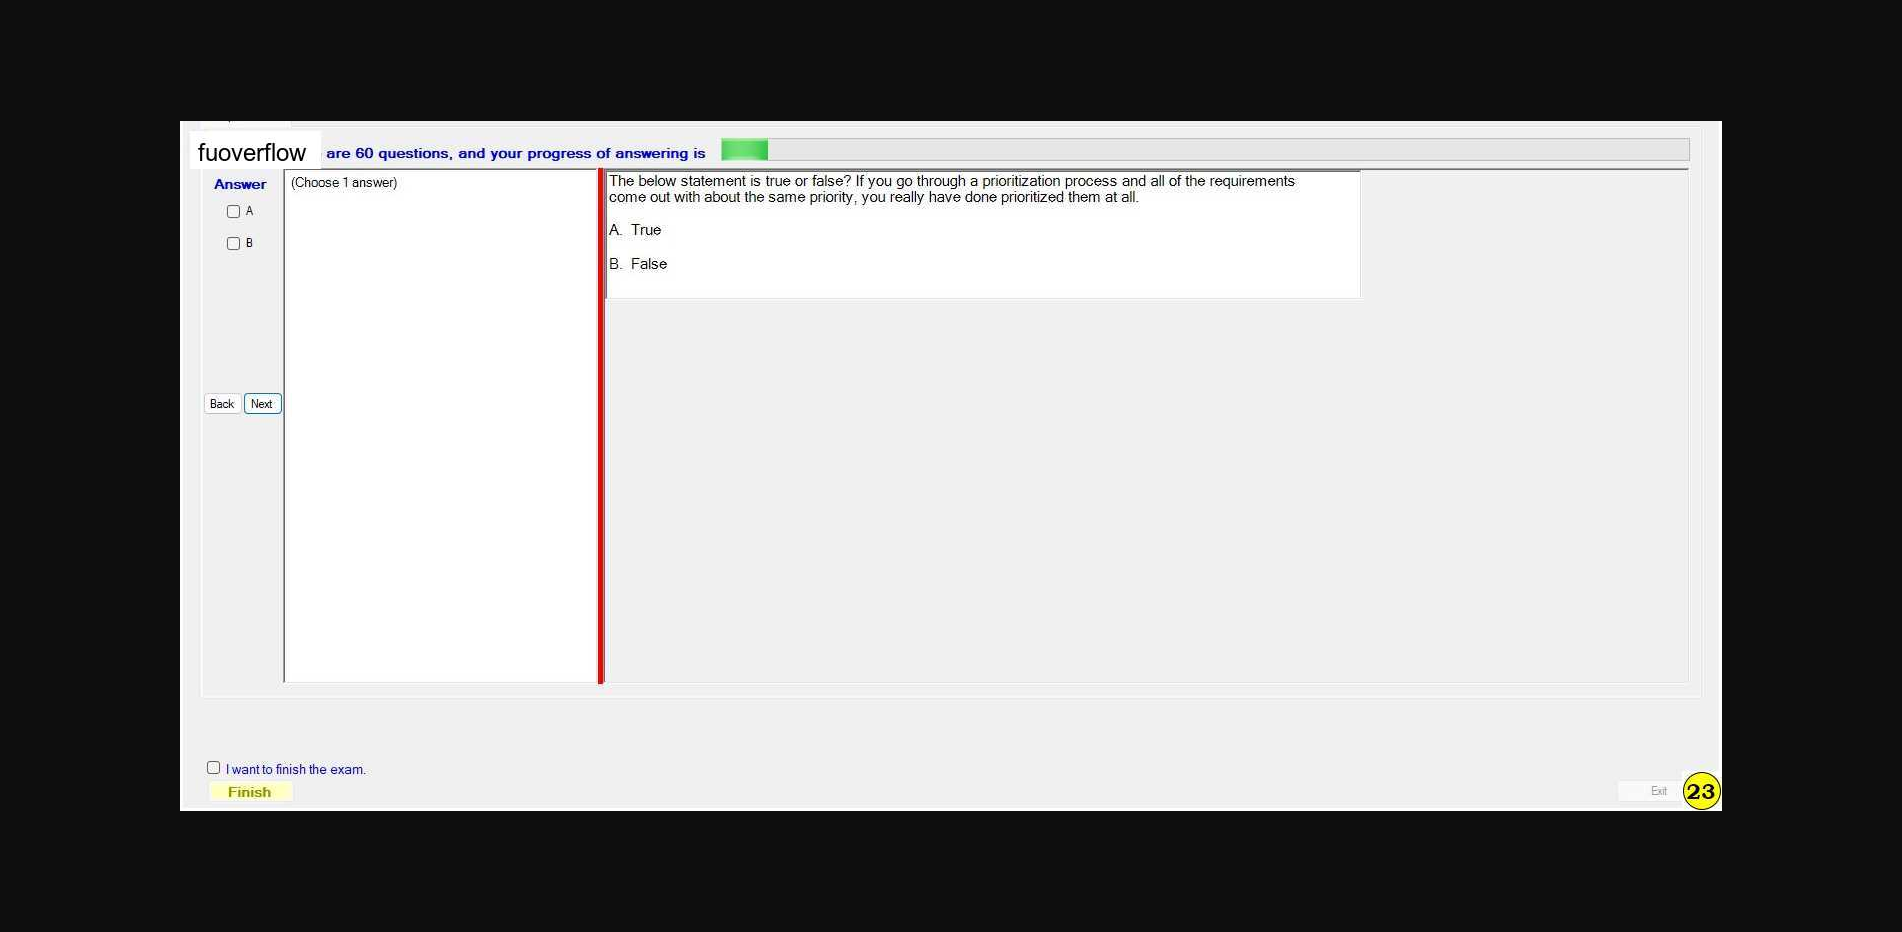 fuoverflow are 60 questions, and your progress of answering is
Answer
(Choose 1 answer)
A
B
Back Next
The below statement is true or false? If you go through a prioritization process and all of the requirements
come out with about the same priority, you really have done prioritized them at all.
A. True
B. False
I want to finish the exam.
Finish
Exit
23